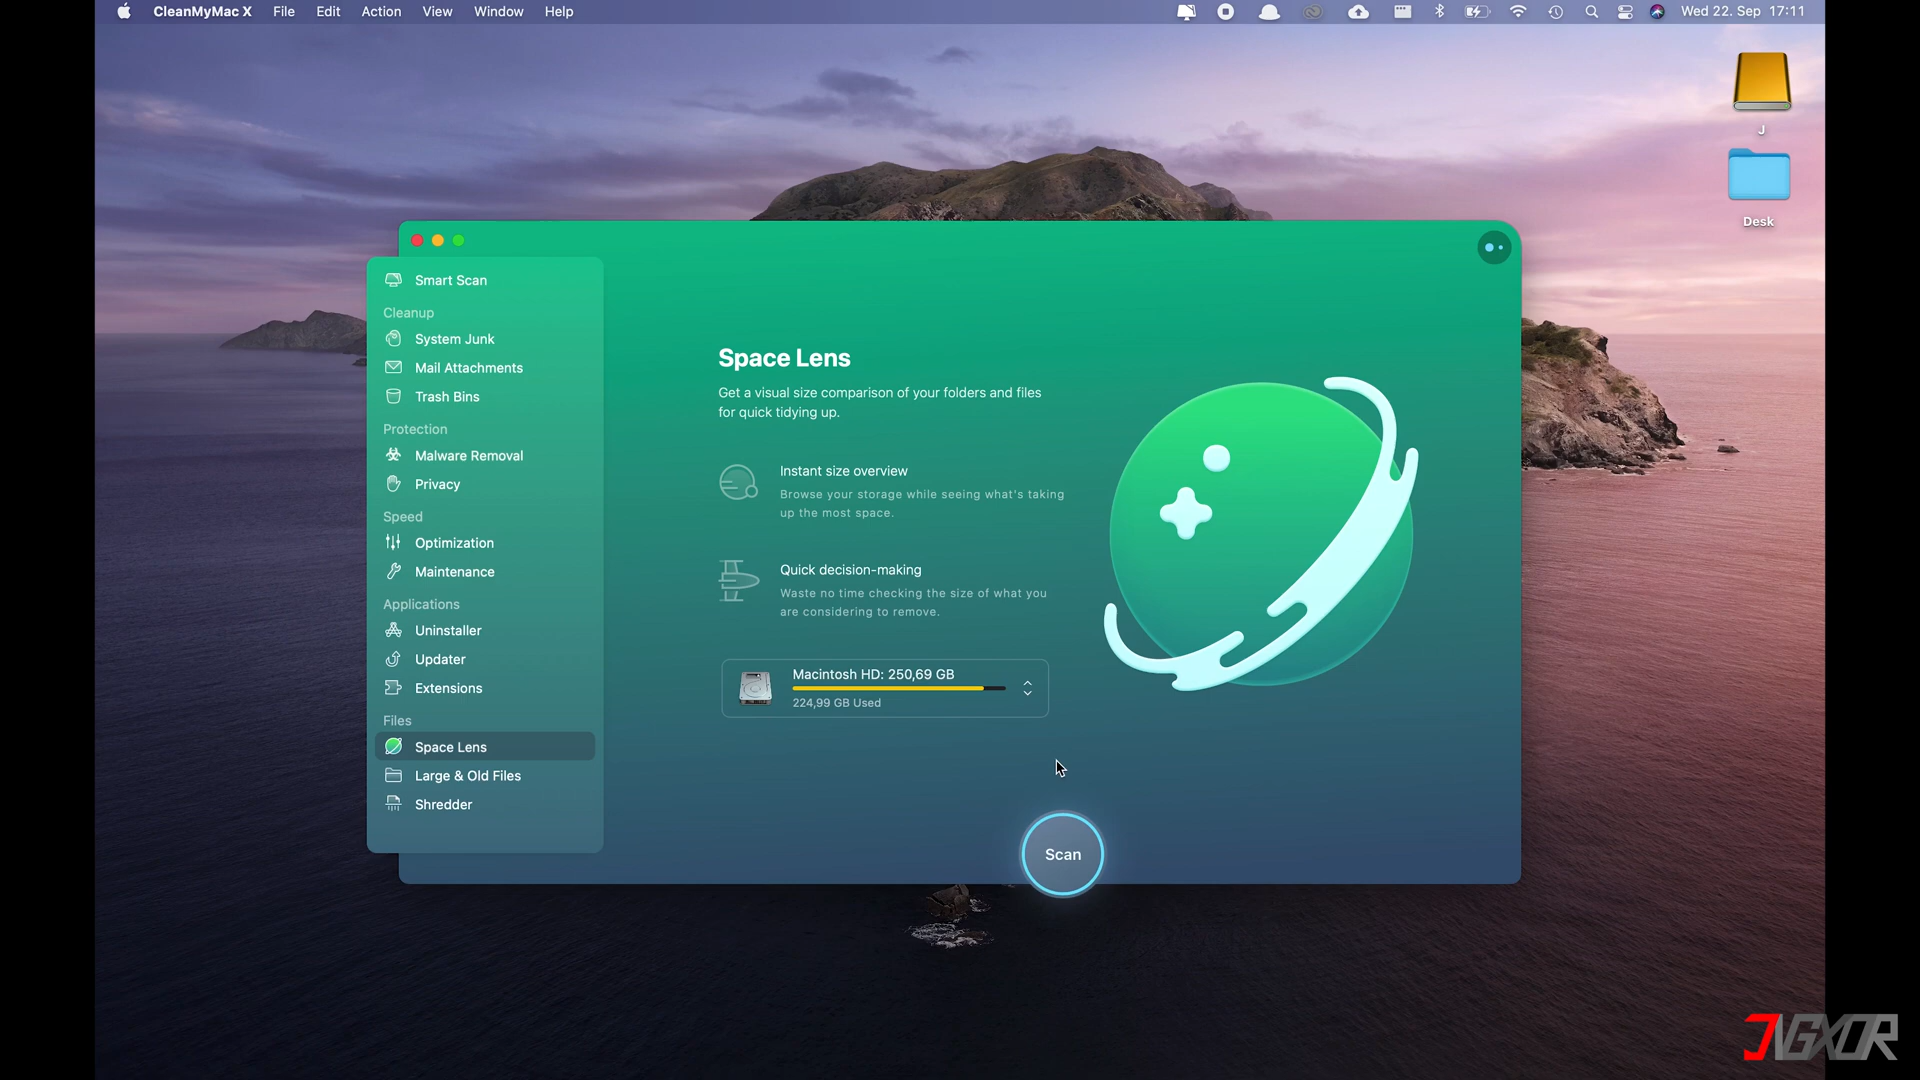 CleanMyMac X File Edit Action View Window Help
Wed 22. Sep 17:11
J
Desk
Smart Scan
Cleanup
System Junk
Mail Attachments
Trash Bins
Protection
Malware Removal
Privacy
Speed
Optimization
Maintenance
Applications
Uninstaller
Updater
Extensions
Files
Space Lens
Large & Old Files
Shredder
Space Lens
Get a visual size comparison of your folders and files
for quick tidying up.
Instant size overview
Browse your storage while seeing what's taking
up the most space.
Quick decision-making
Waste no time checking the size of what you
are considering to remove.
Macintosh HD: 250,69 GB
224,99 GB Used
Scan
JVGXOR